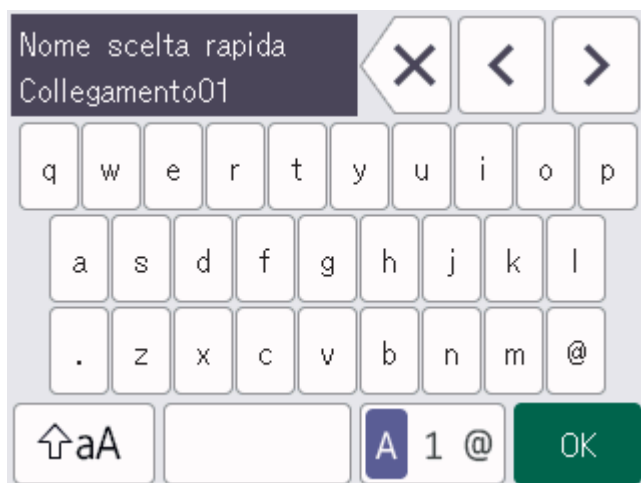 Nome scelta rapida
Collegamento01
q w e r t y u i o p
a s d f g h j k l
. z x c v b n m @
aA A 1 @ OK